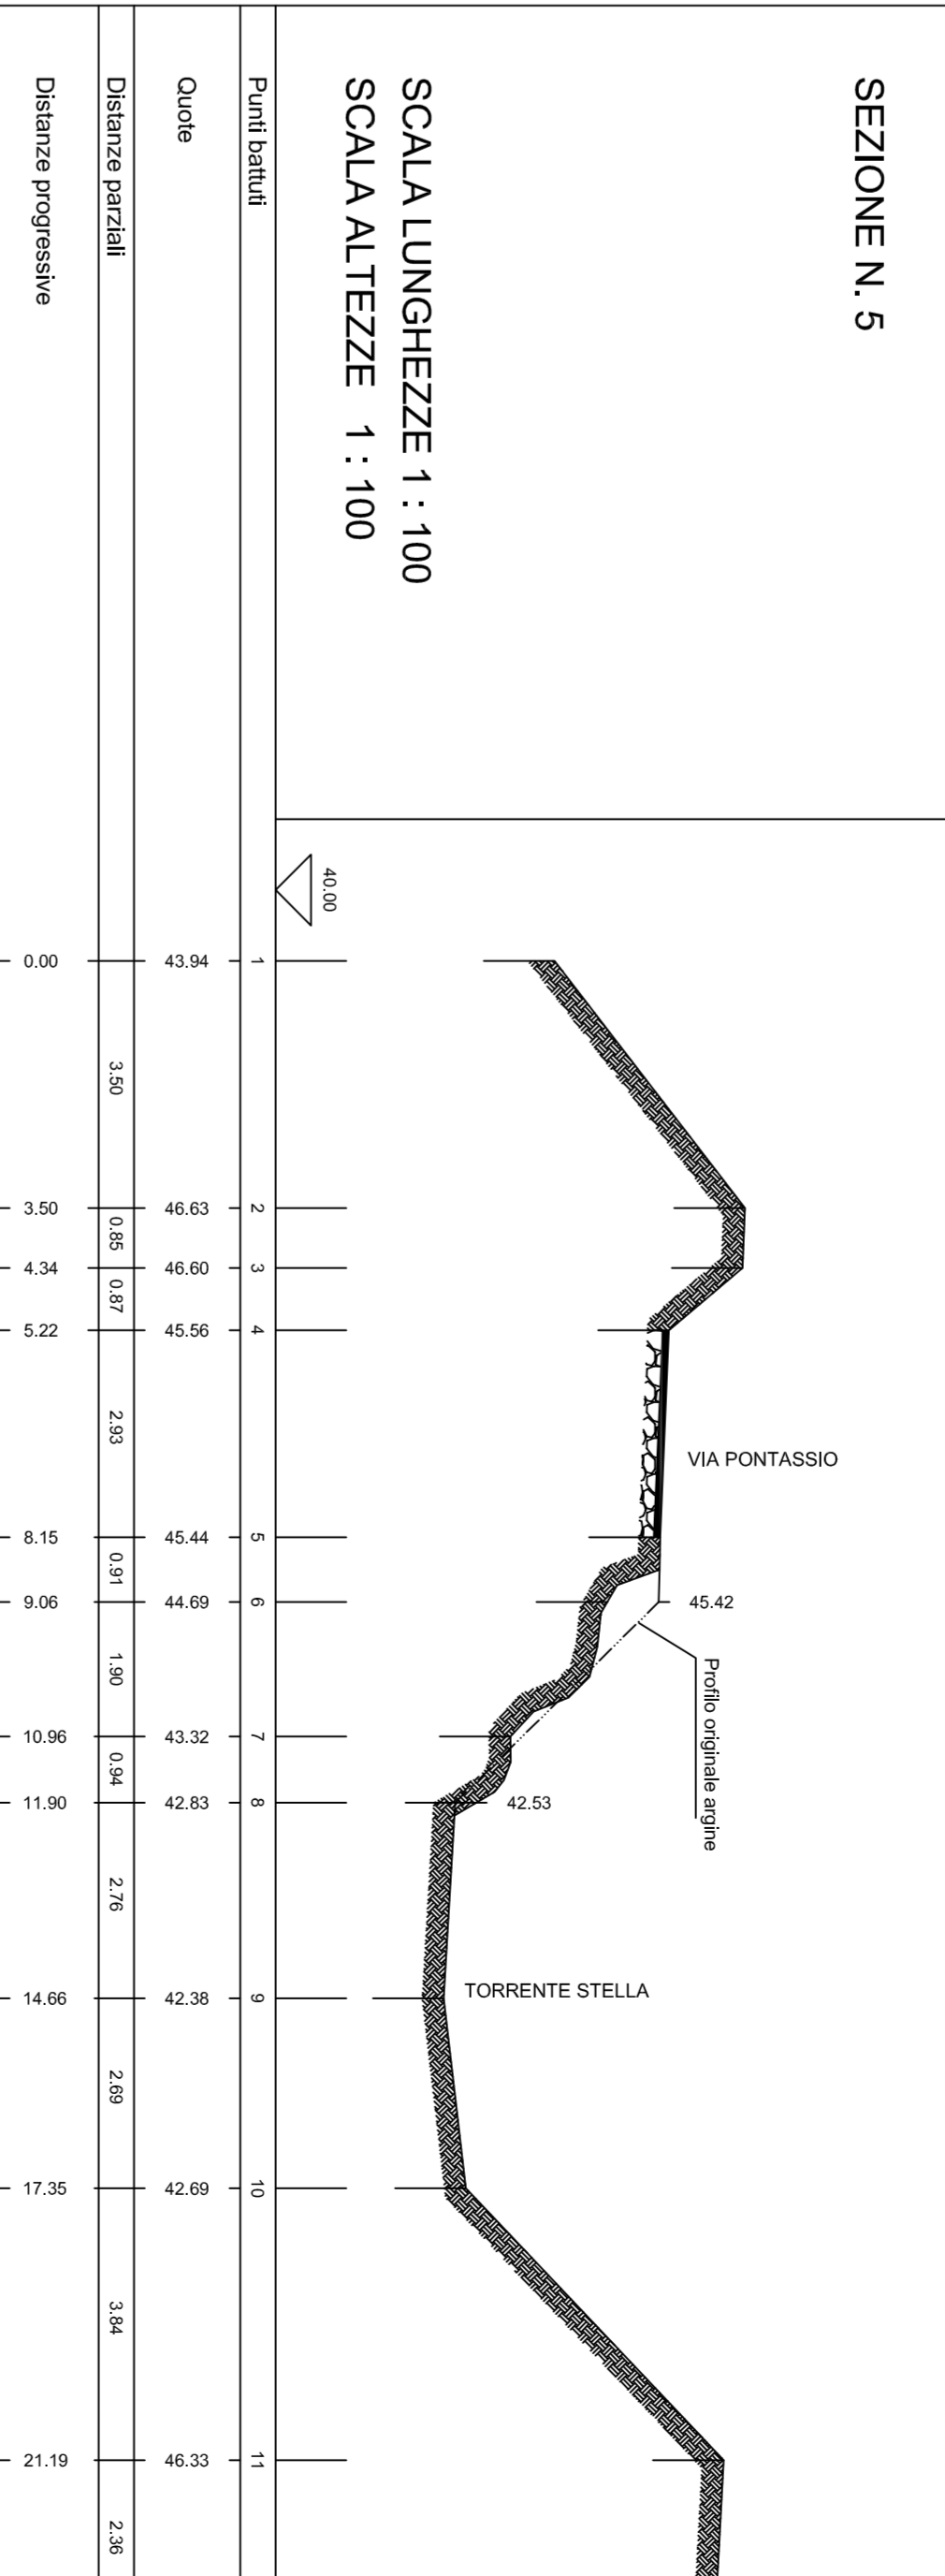 SEZIONE N. 5
SCALA LUNGHEZZE 1 : 100
SCALA ALTEZZE 1 : 100
40.00
VIA PONTASSIO
45.42
Profilo originale argine
42.53
TORRENTE STELLA
Punti battuti 1 2 3 4 5 6 7 8 9 10 11
Quote 43.94 46.63 46.60 45.56 45.44 44.69 43.32 42.83 42.38 42.69 46.33
Distanze parziali 3.50 0.85 0.87 2.93 0.91 1.90 0.94 2.76 2.69 3.84 2.36
Distanze progressive 0.00 3.50 4.34 5.22 8.15 9.06 10.96 11.90 14.66 17.35 21.19